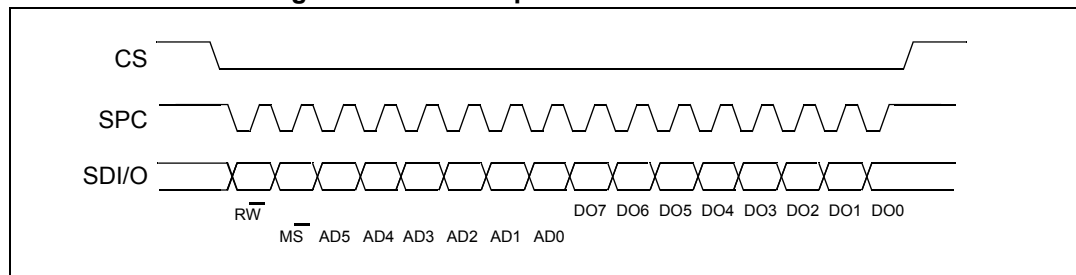 CS
SPC
SDI/O
RW DO7 DO6 DO5 DO4 DO3 DO2 DO1 DO0
MS AD5 AD4 AD3 AD2 AD1 AD0